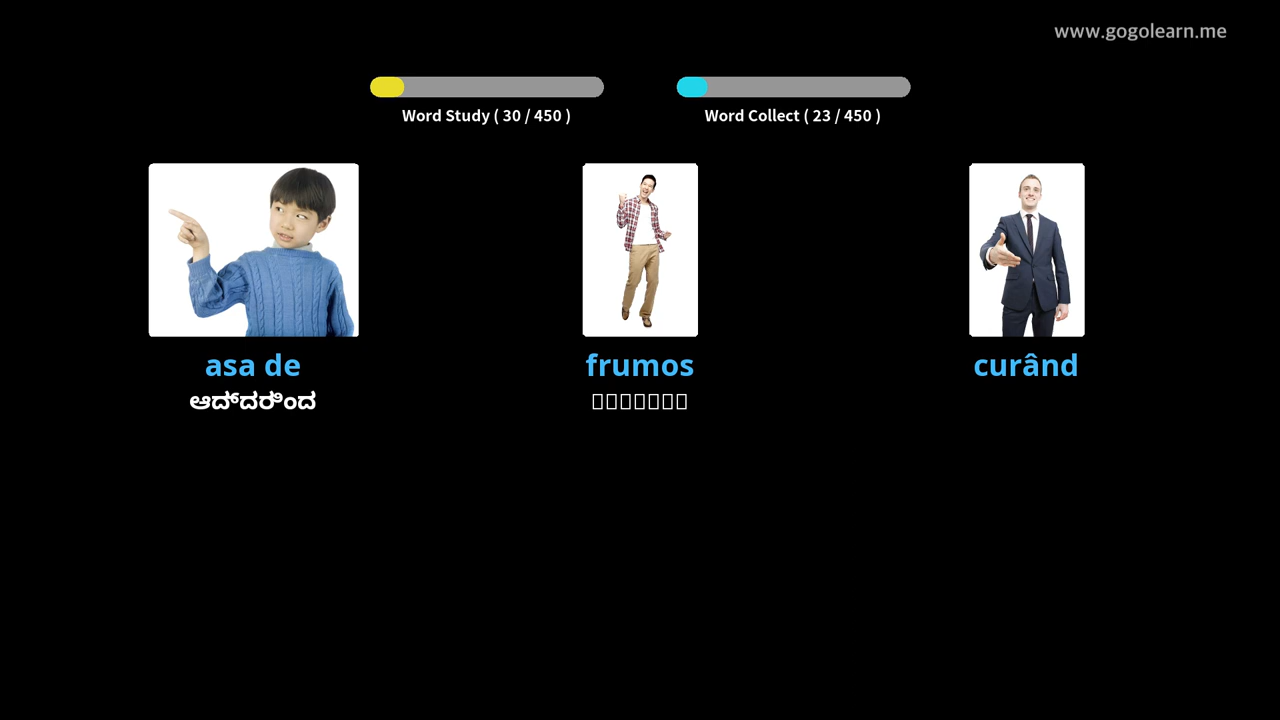 www.gogolearn.me
Word Study ( 30 / 450 )
Word Collect ( 23 / 450 )
asa de
frumos
curând
ಆದ್ದರಿಂದ